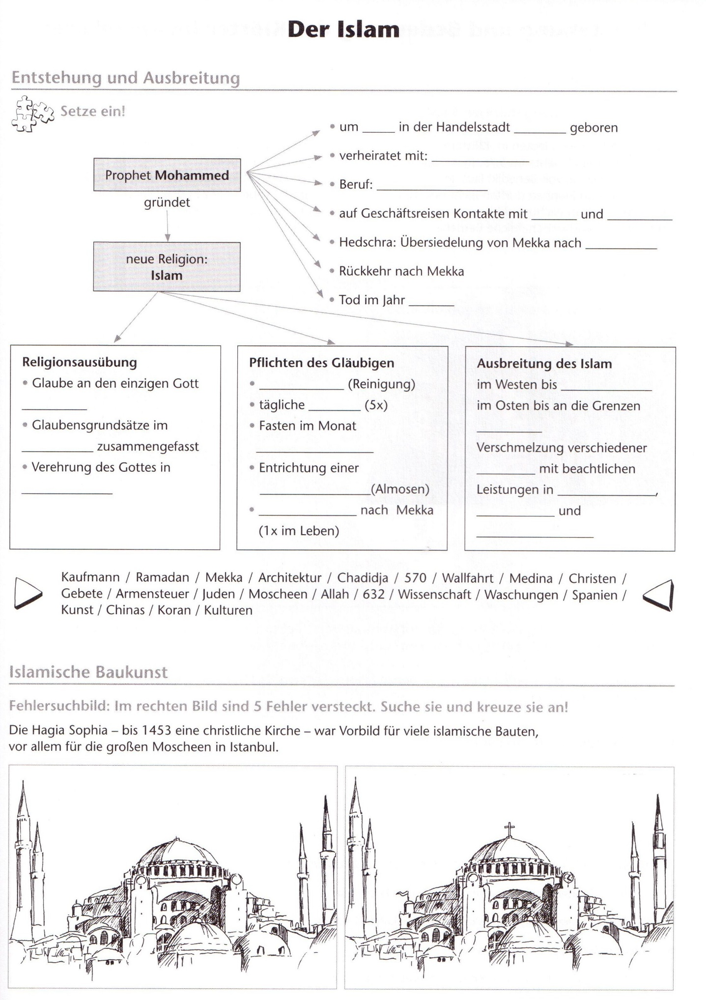 Der Islam
Entstehung und Ausbreitung
Setze ein!
• um _____ in der Handelsstadt ________ geboren
Prophet Mohammed
gründet
neue Religion:
Islam
• verheiratet mit: _______________
• Beruf: _________________
• auf Geschäftsreisen Kontakte mit _______ und __________
• Hedschra: Übersiedelung von Mekka nach ___________
• Rückkehr nach Mekka
• Tod im Jahr _______
Religionsausübung
• Glaube an den einzigen Gott
__________
• Glaubensgrundsätze im
___________ zusammengefasst
• Verehrung des Gottes in
______________
Pflichten des Gläubigen
• _____________ (Reinigung)
• tägliche ________ (5x)
• Fasten im Monat
__________________
• Entrichtung einer
_________________(Almosen)
• _______________ nach Mekka
(1x im Leben)
Ausbreitung des Islam
im Westen bis ______________
im Osten bis an die Grenzen
__________
Verschmelzung verschiedener
_________ mit beachtlichen
Leistungen in _______________,
____________ und
__________________
Kaufmann / Ramadan / Mekka / Architektur / Chadidja / 570 / Wallfahrt / Medina / Christen /
Gebete / Armensteuer / Juden / Moscheen / Allah / 632 / Wissenschaft / Waschungen / Spanien /
Kunst / Chinas / Koran / Kulturen
Islamische Baukunst
Fehlersuchbild: Im rechten Bild sind 5 Fehler versteckt. Suche sie und kreuze sie an!
Die Hagia Sophia – bis 1453 eine christliche Kirche – war Vorbild für viele islamische Bauten,
vor allem für die großen Moscheen in Istanbul.